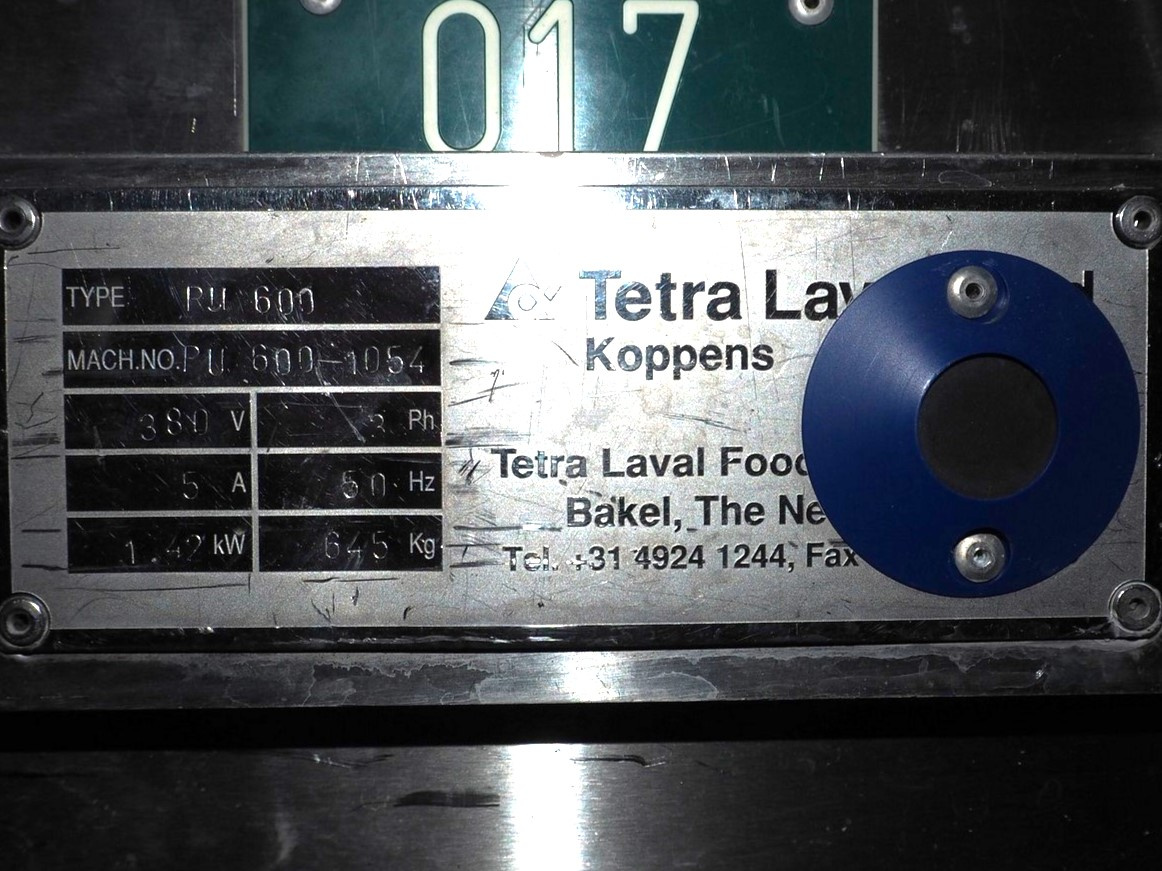 017
TYPE PU 600
MACH.NO. PU 600-1054
380 V 3 Ph
5 A 50 Hz
1.42 kW 645 Kg
Tetra Lav d
Koppens
Tetra Laval Food
Bakel, The Ne
Tel. +31 4924 1244, Fax